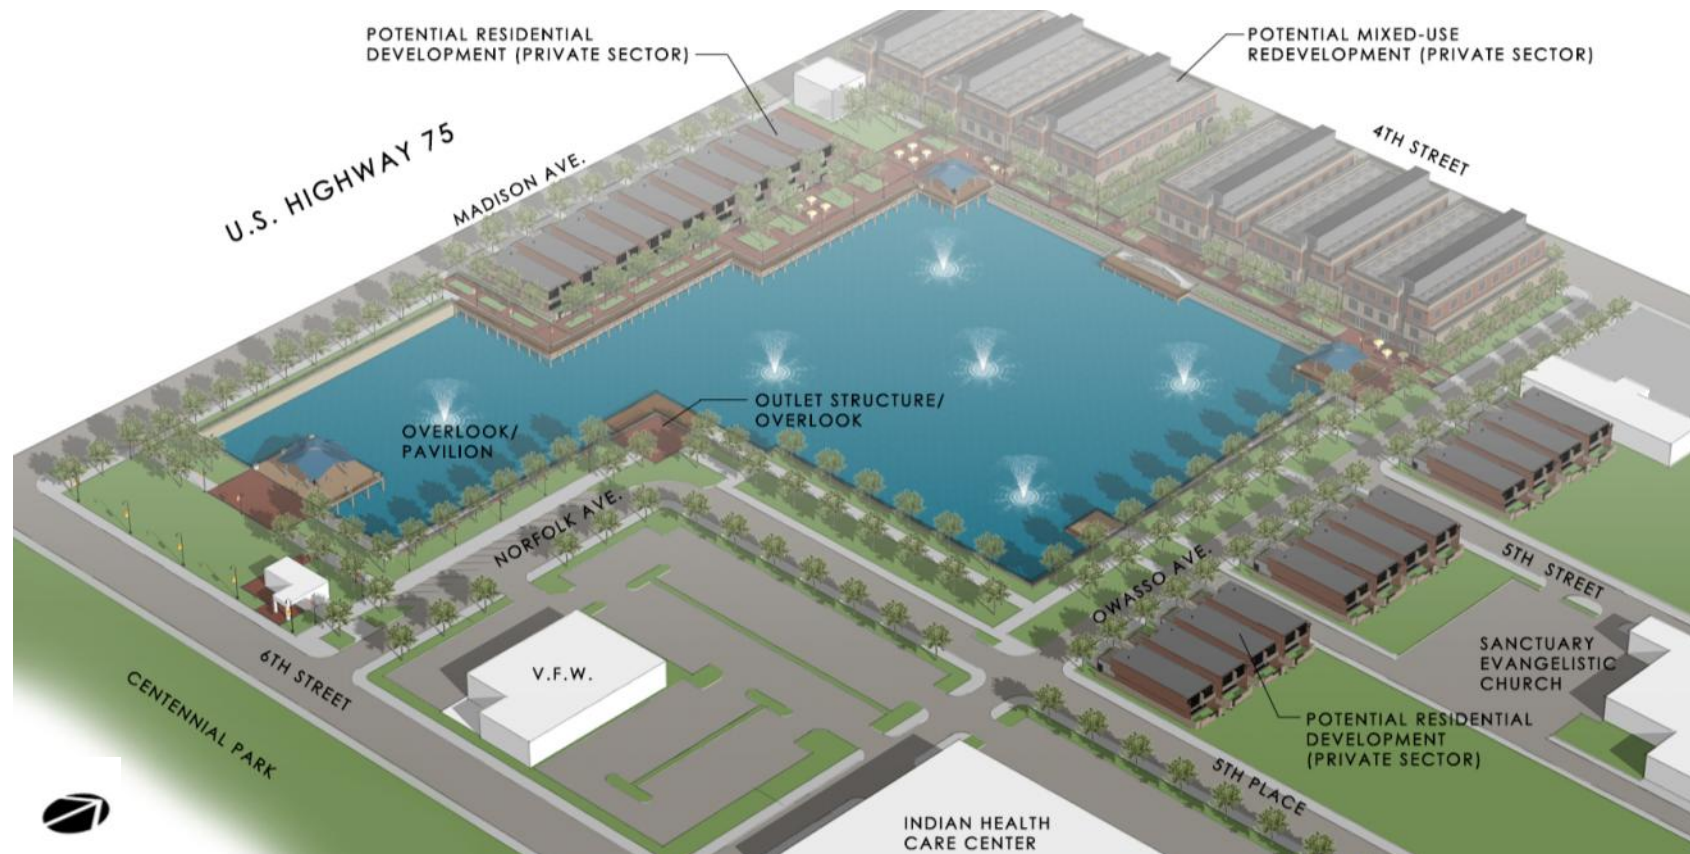 POTENTIAL RESIDENTIAL
DEVELOPMENT (PRIVATE SECTOR)
POTENTIAL MIXED-USE
REDEVELOPMENT (PRIVATE SECTOR)
U.S. HIGHWAY 75
MADISON AVE.
4TH STREET
OUTLET STRUCTURE/
OVERLOOK
OVERLOOK/
PAVILION
NORFOLK AVE.
OWASSO AVE.
5TH STREET
SANCTUARY
EVANGELISTIC
CHURCH
6TH STREET
V.F.W.
CENTENNIAL PARK
POTENTIAL RESIDENTIAL
DEVELOPMENT
(PRIVATE SECTOR)
5TH PLACE
INDIAN HEALTH
CARE CENTER